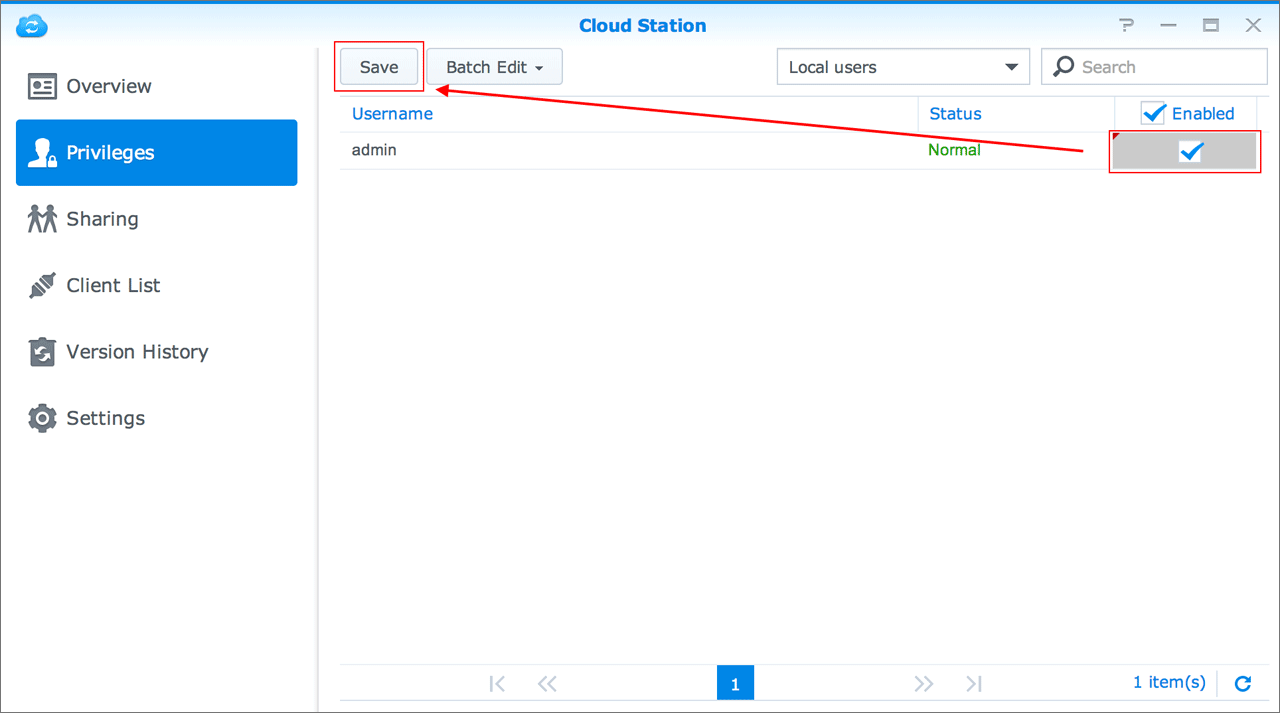 Cloud Station
Overview
Privileges
Sharing
Client List
Version History
Settings
Save
Batch Edit
Local users
Search
Username
Status
Enabled
admin
Normal
1
1 item(s)